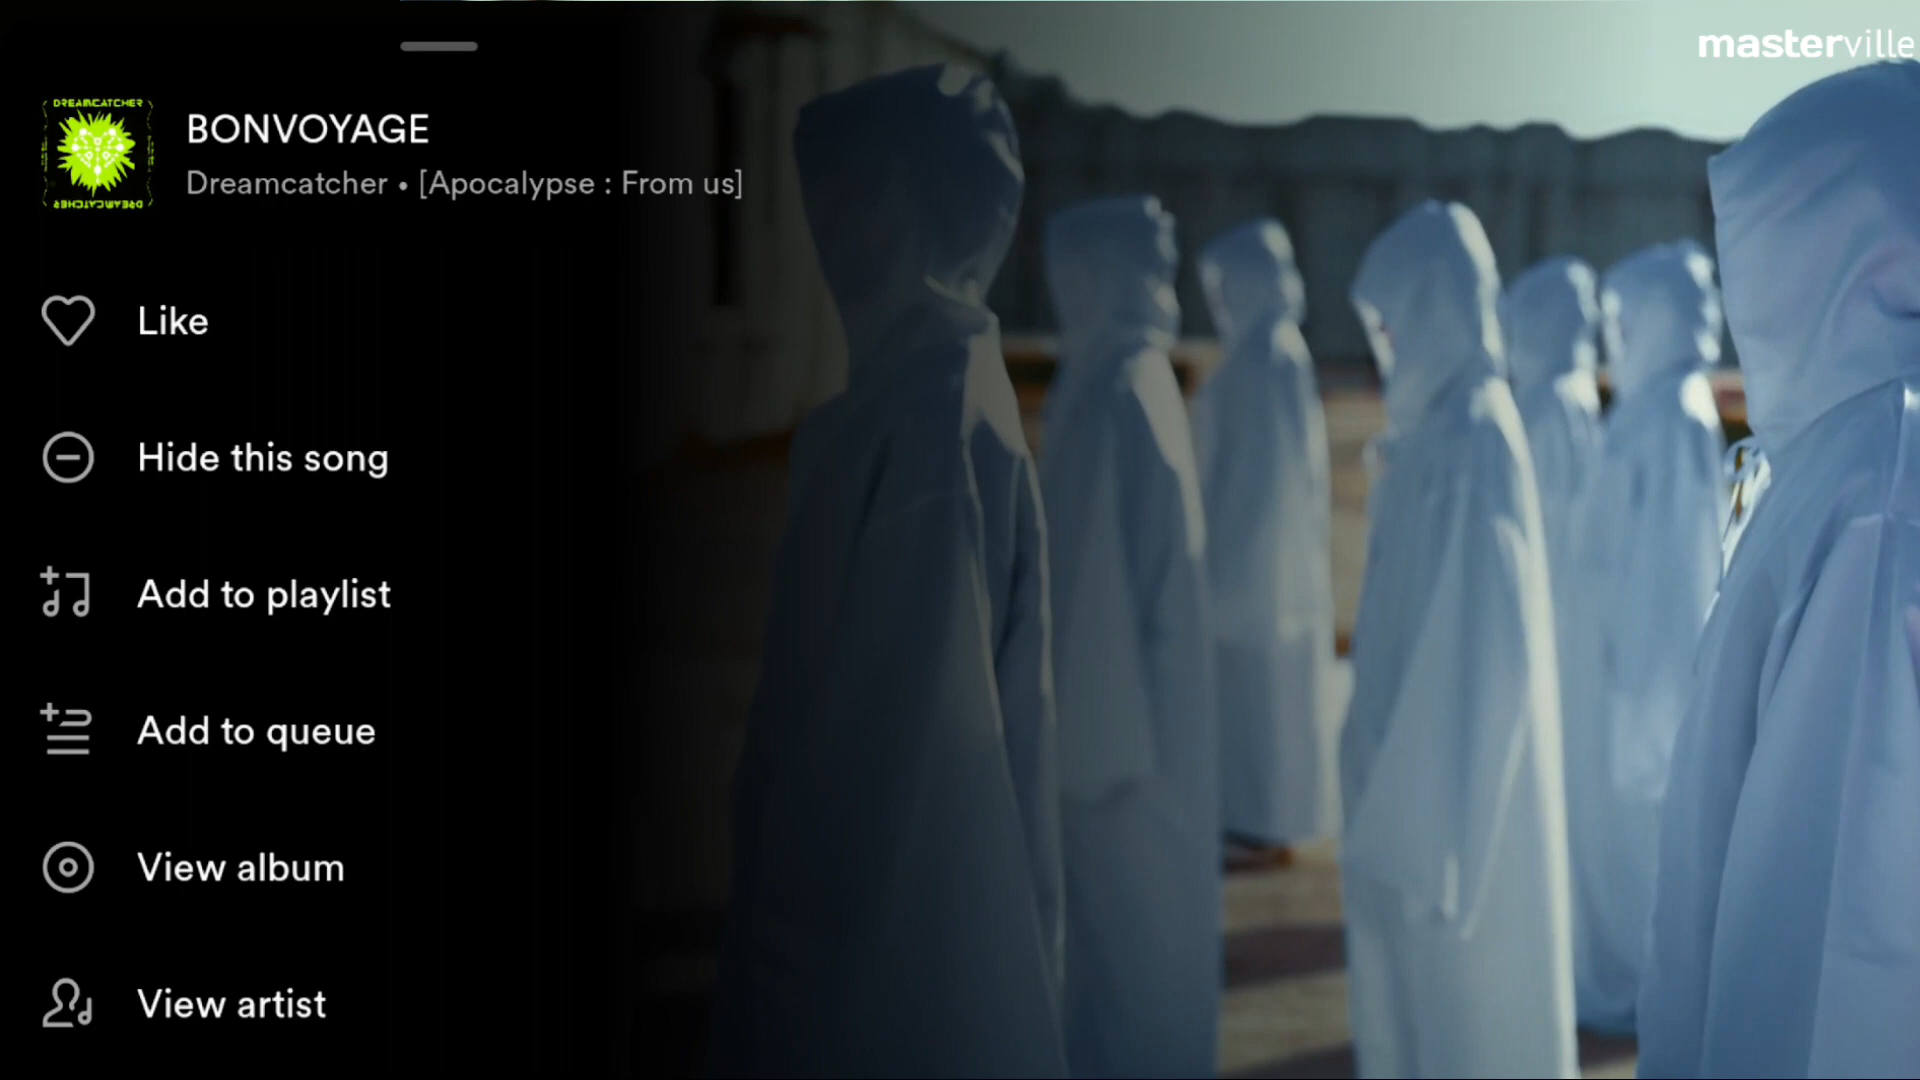 masterville
DREAMCATCHER
BONVOYAGE
Dreamcatcher • [Apocalypse : From us]
DREAMCATCHER
Like
Hide this song
Add to playlist
Add to queue
View album
View artist